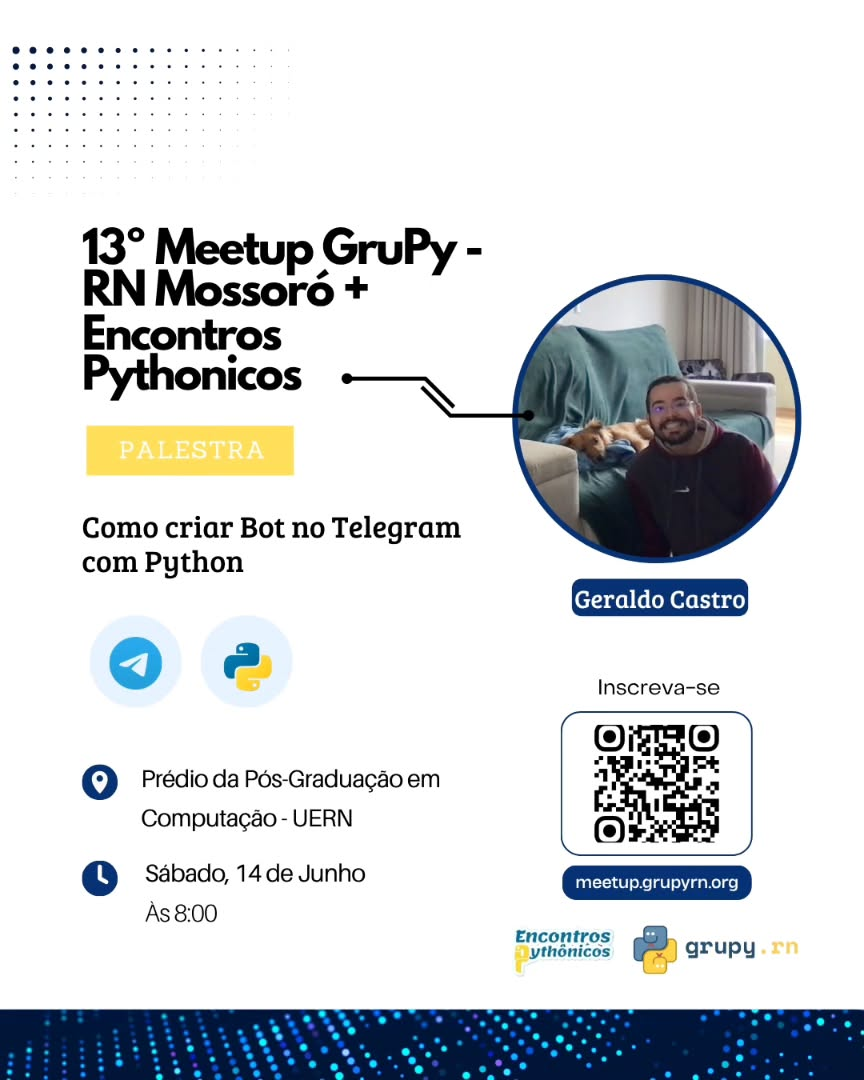 13º Meetup GruPy -
RN Mossoró +
Encontros
Pythonicos
PALESTRA
Como criar Bot no Telegram
com Python
Geraldo Castro
Inscreva-se
Prédio da Pós-Graduação em
Computação - UERN
Sábado, 14 de Junho
Às 8:00
meetup.grupyrn.org
Encontros
Pythônicos
grupy.rn